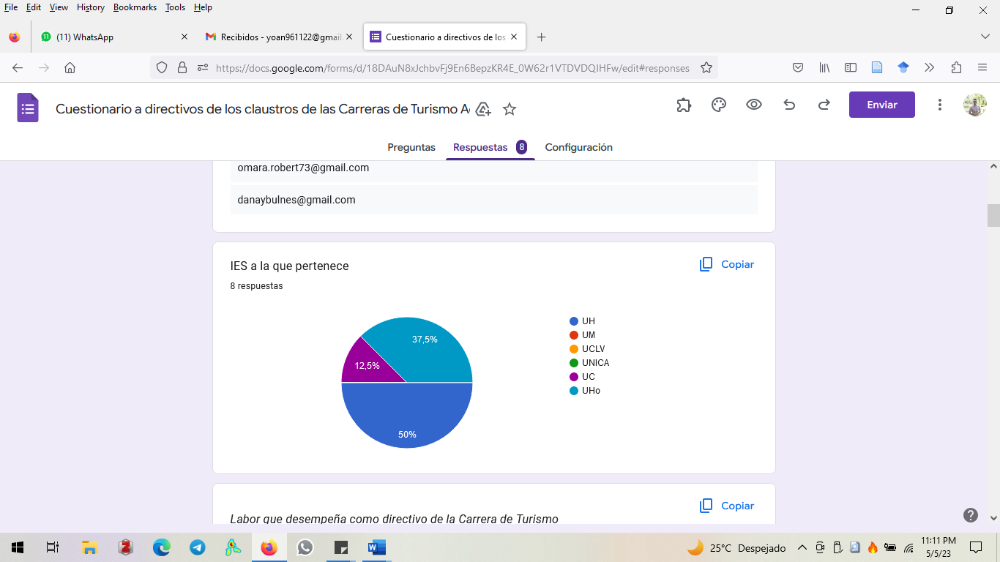 File Edit View History Bookmarks Tools Help
(11) WhatsApp
Recibidos - yoan961122@gmail.
Cuestionario a directivos de los
https://docs.google.com/forms/d/18DAuN8xJchbvFj9En6BepzKR4E_0W62r1VTDVDQIHFw/edit#responses
Cuestionario a directivos de los claustros de las Carreras de Turismo A
Enviar
Preguntas Respuestas 8 Configuración
omara.robert73@gmail.com
danaybulnes@gmail.com
IES a la que pertenece
Copiar
8 respuestas
37,5%
12,5%
50%
UH
UM
UCLV
UNICA
UC
UHo
Copiar
Labor que desempeña como directivo de la Carrera de Turismo
25°C Despejado
11:11 PM
5/5/23